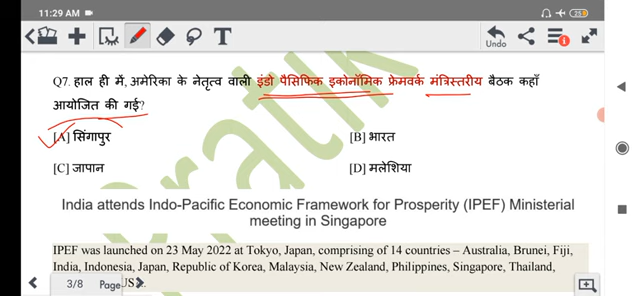 11:29 AM
25
T
Undo
Q7. हाल ही में, अमेरिका के नेतृत्व वाली इंडो पैसिफिक इकोनॉमिक फ्रेमवर्क मंत्रिस्तरीय बैठक कहाँ
आयोजित की गई?
[A] सिंगापुर
[B] भारत
[C] जापान
[D] मलेशिया
India attends Indo-Pacific Economic Framework for Prosperity (IPEF) Ministerial
meeting in Singapore
IPEF was launched on 23 May 2022 at Tokyo, Japan, comprising of 14 countries – Australia, Brunei, Fiji,
India, Indonesia, Japan, Republic of Korea, Malaysia, New Zealand, Philippines, Singapore, Thailand,
3/8 Page